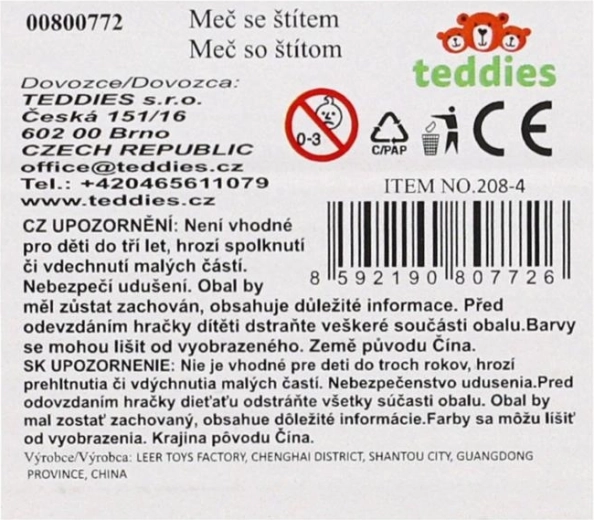 00800772
Meč se štítem
Meč so štítom
teddies
Dovozce/Dovozca:
TEDDIES s.r.o.
Česká 151/16
602 00 Brno
CZECH REPUBLIC
office@teddies.cz
Tel.: +420465611079
www.teddies.cz
0-3
C/PAP
CE
ITEM NO.208-4
8 592190 807726
CZ UPOZORNĚNÍ: Není vhodné
pro děti do tří let, hrozí spolknutí
či vdechnutí malých částí.
Nebezpečí udušení. Obal by
měl zůstat zachován, obsahuje důležité informace. Před
odevzdáním hračky dítěti dstraňte veškeré součásti obalu.Barvy
se mohou lišit od vyobrazeného. Země původu Čína.
SK UPOZORNENIE: Nie je vhodné pre deti do troch rokov, hrozí
prehltnutia či vdýchnutia malých častí. Nebezpečenstvo udusenia.Pred
odovzdaním hračky dieťaťu odstráňte všetky súčasti obalu. Obal by
mal zostať zachovaný, obsahue dôležité informácie.Farby sa môžu líšiť
od vyobrazenia. Krajina pôvodu Čína.
Výrobce/Výrobca: LEER TOYS FACTORY, CHENGHAI DISTRICT, SHANTOU CITY, GUANGDONG
PROVINCE, CHINA